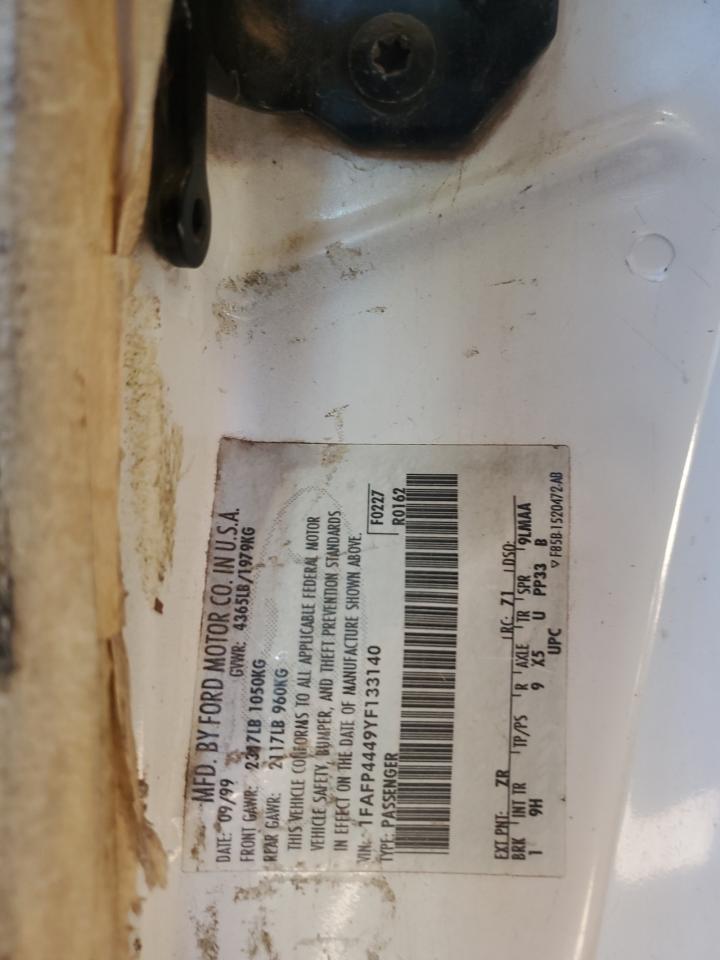 MFD. BY FORD MOTOR CO. IN U.S.A.
DATE: 09/99 GVWR: 4365LB/1979KG
FRONT GAWR: 2317LB 1050KG
REAR GAWR: 2117LB 960KG
THIS VEHICLE CONFORMS TO ALL APPLICABLE FEDERAL MOTOR
VEHICLE SAFETY, BUMPER, AND THEFT PREVENTION STANDARDS
IN EFFECT ON THE DATE OF MANUFACTURE SHOWN ABOVE.
VIN: 1FAFP4449YF133140 F0227
TYPE: PASSENGER R0162
EXT PNT: ZR RC: Z1 DSO:
BRK INT TR TP/PS R AXLE TR SPR 9LMAA
1 9H 9 X5 U PP33 B
UPC ▽F85B-1520472-AB